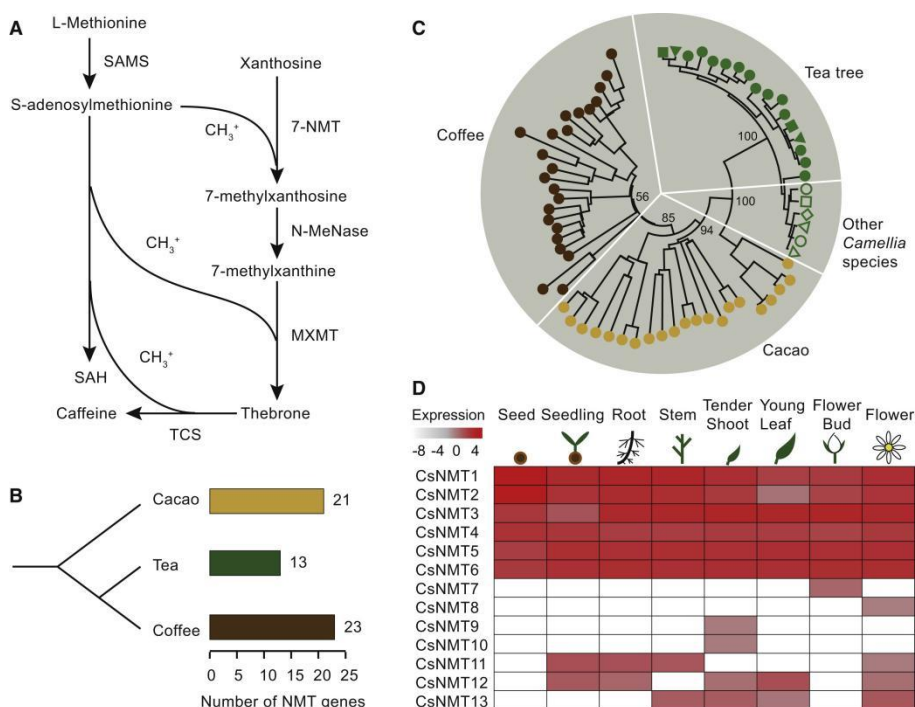 A
L-Methionine
SAMS
Xanthosine
S-adenosylmethionine
CH3+
7-NMT
7-methylxanthosine
N-MeNase
CH3+
7-methylxanthine
MXMT
CH3+
SAH
Caffeine
TCS
Thebrone
B
Cacao
21
Tea
13
Coffee
23
0 5 10 15 20 25
Number of NMT genes
C
Coffee
Tea tree
100
56
100
85
94
Other
Camellia
species
Cacao
D
Expression
-8 -4 0 4
Seed Seedling Root Stem Tender Shoot Young Leaf Flower Bud Flower
CsNMT1
CsNMT2
CsNMT3
CsNMT4
CsNMT5
CsNMT6
CsNMT7
CsNMT8
CsNMT9
CsNMT10
CsNMT11
CsNMT12
CsNMT13